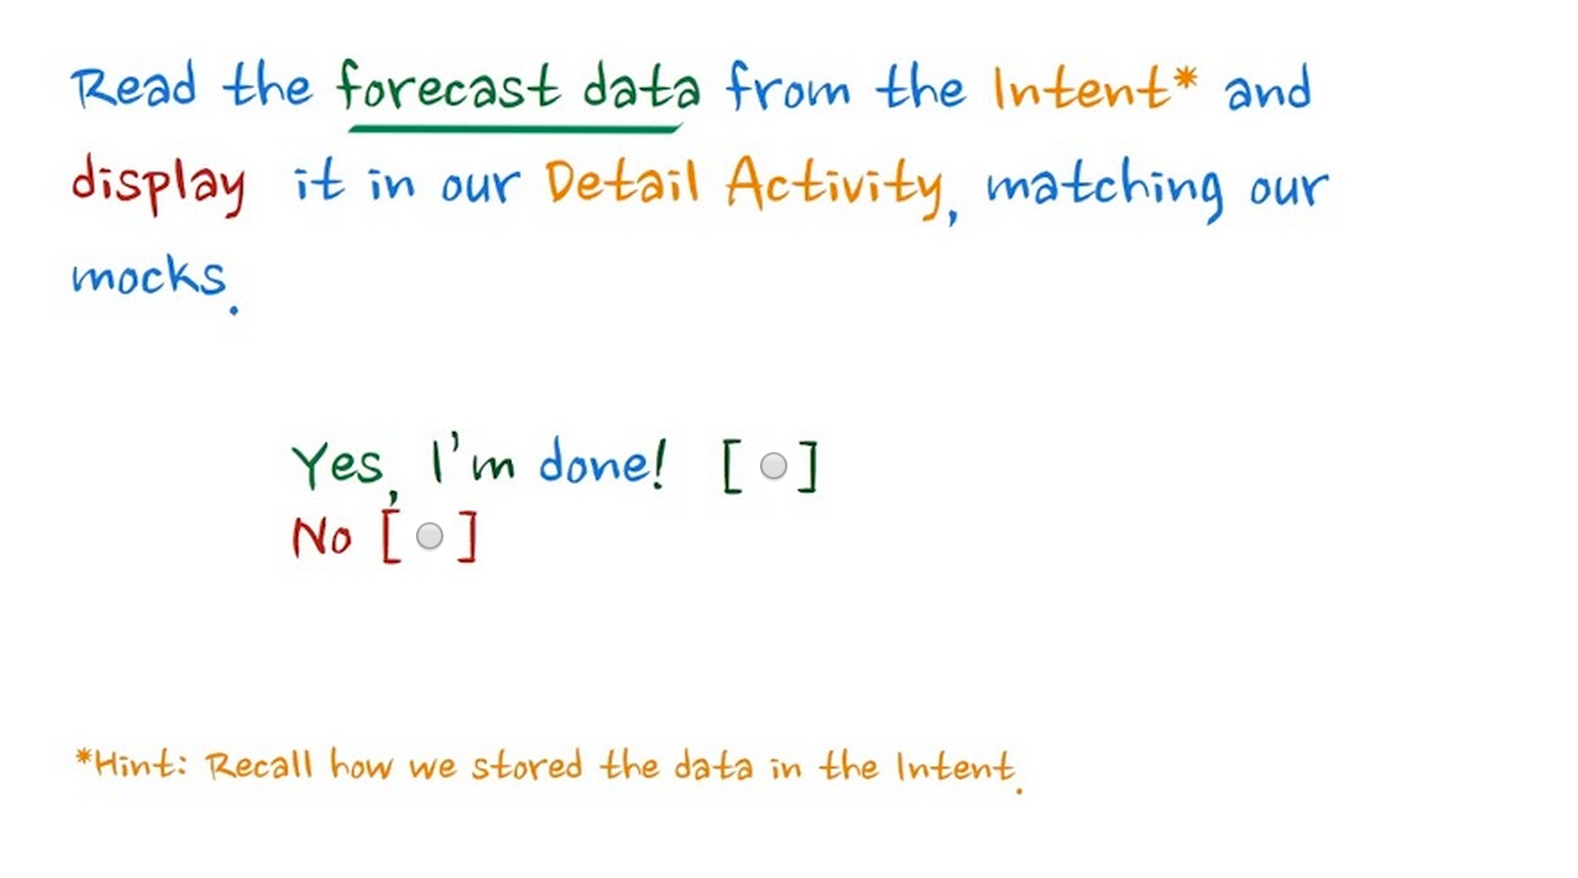 Read the forecast data from the Intent* and
display it in our Detail Activity, matching our
mocks.
Yes, I'm done! [ ]
No [ ]
*Hint: Recall how we stored the data in the Intent.